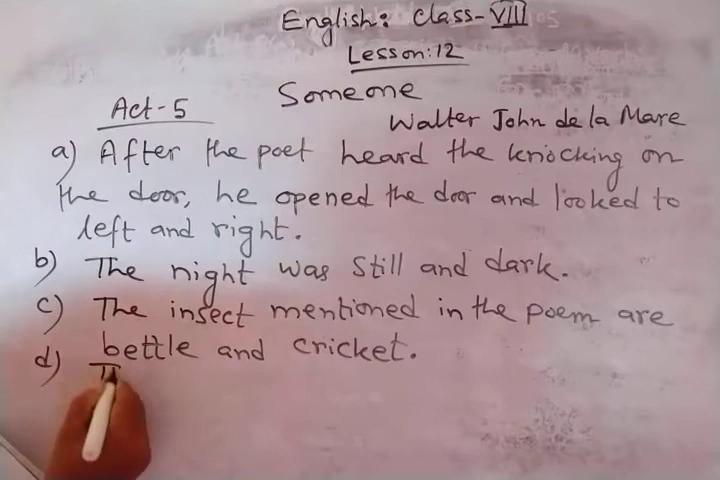 English: Class-VIII
Lesson:12
Someone
Act-5
Walter John de la Mare
a) After the poet heard the knocking on
the door, he opened the door and looked to
left and right.
b) The night was still and dark.
c) The insect mentioned in the poem are
bettle and cricket.
d) T